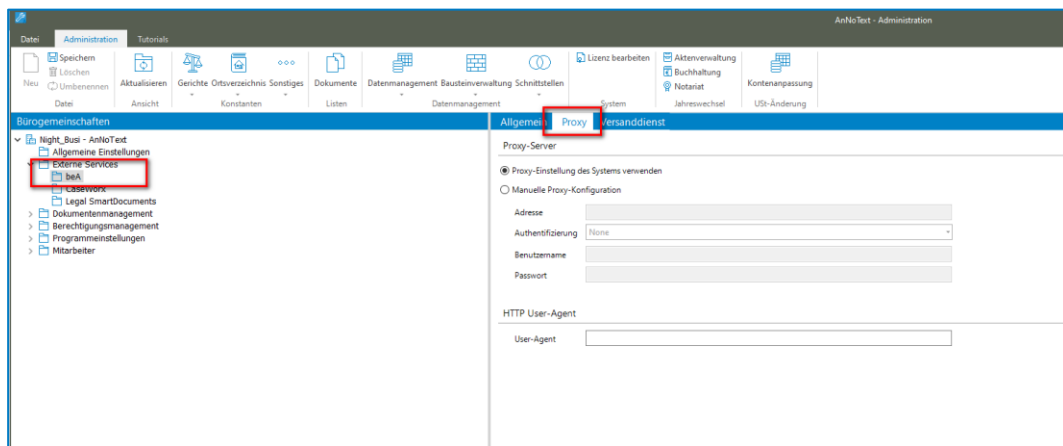 AnNoText - Administration
Datei Administration Tutorials
Neu Speichern Löschen Umbenennen Aktualisieren Gerichte Ortsverzeichnis Sonstiges Dokumente Datenmanagement Bausteinverwaltung Schnittstellen Lizenz bearbeiten Aktenverwaltung Buchhaltung Notariat Kontenanpassung
Datei Ansicht Konstanten Listen Datenmanagement System Jahreswechsel USt-Änderung
Bürogemeinschaften
Night_Busi - AnNoText
Allgemeine Einstellungen
Externe Services
beA
CaseWorx
Legal SmartDocuments
Dokumentenmanagement
Berechtigungsmanagement
Programmeinstellungen
Mitarbeiter
Allgemein Proxy Versanddienst
Proxy-Server
Proxy-Einstellung des Systems verwenden
Manuelle Proxy-Konfiguration
Adresse
Authentifizierung None
Benutzername
Passwort
HTTP User-Agent
User-Agent